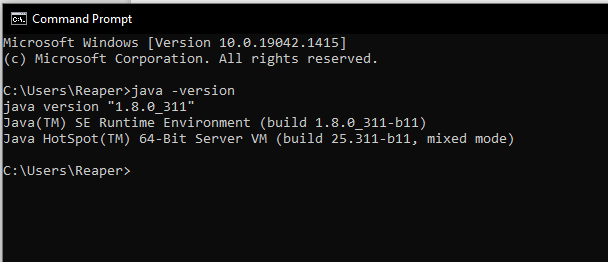 Command Prompt
Microsoft Windows [Version 10.0.19042.1415]
(c) Microsoft Corporation. All rights reserved.
C:\Users\Reaper>java -version
java version "1.8.0_311"
Java(TM) SE Runtime Environment (build 1.8.0_311-b11)
Java HotSpot(TM) 64-Bit Server VM (build 25.311-b11, mixed mode)
C:\Users\Reaper>